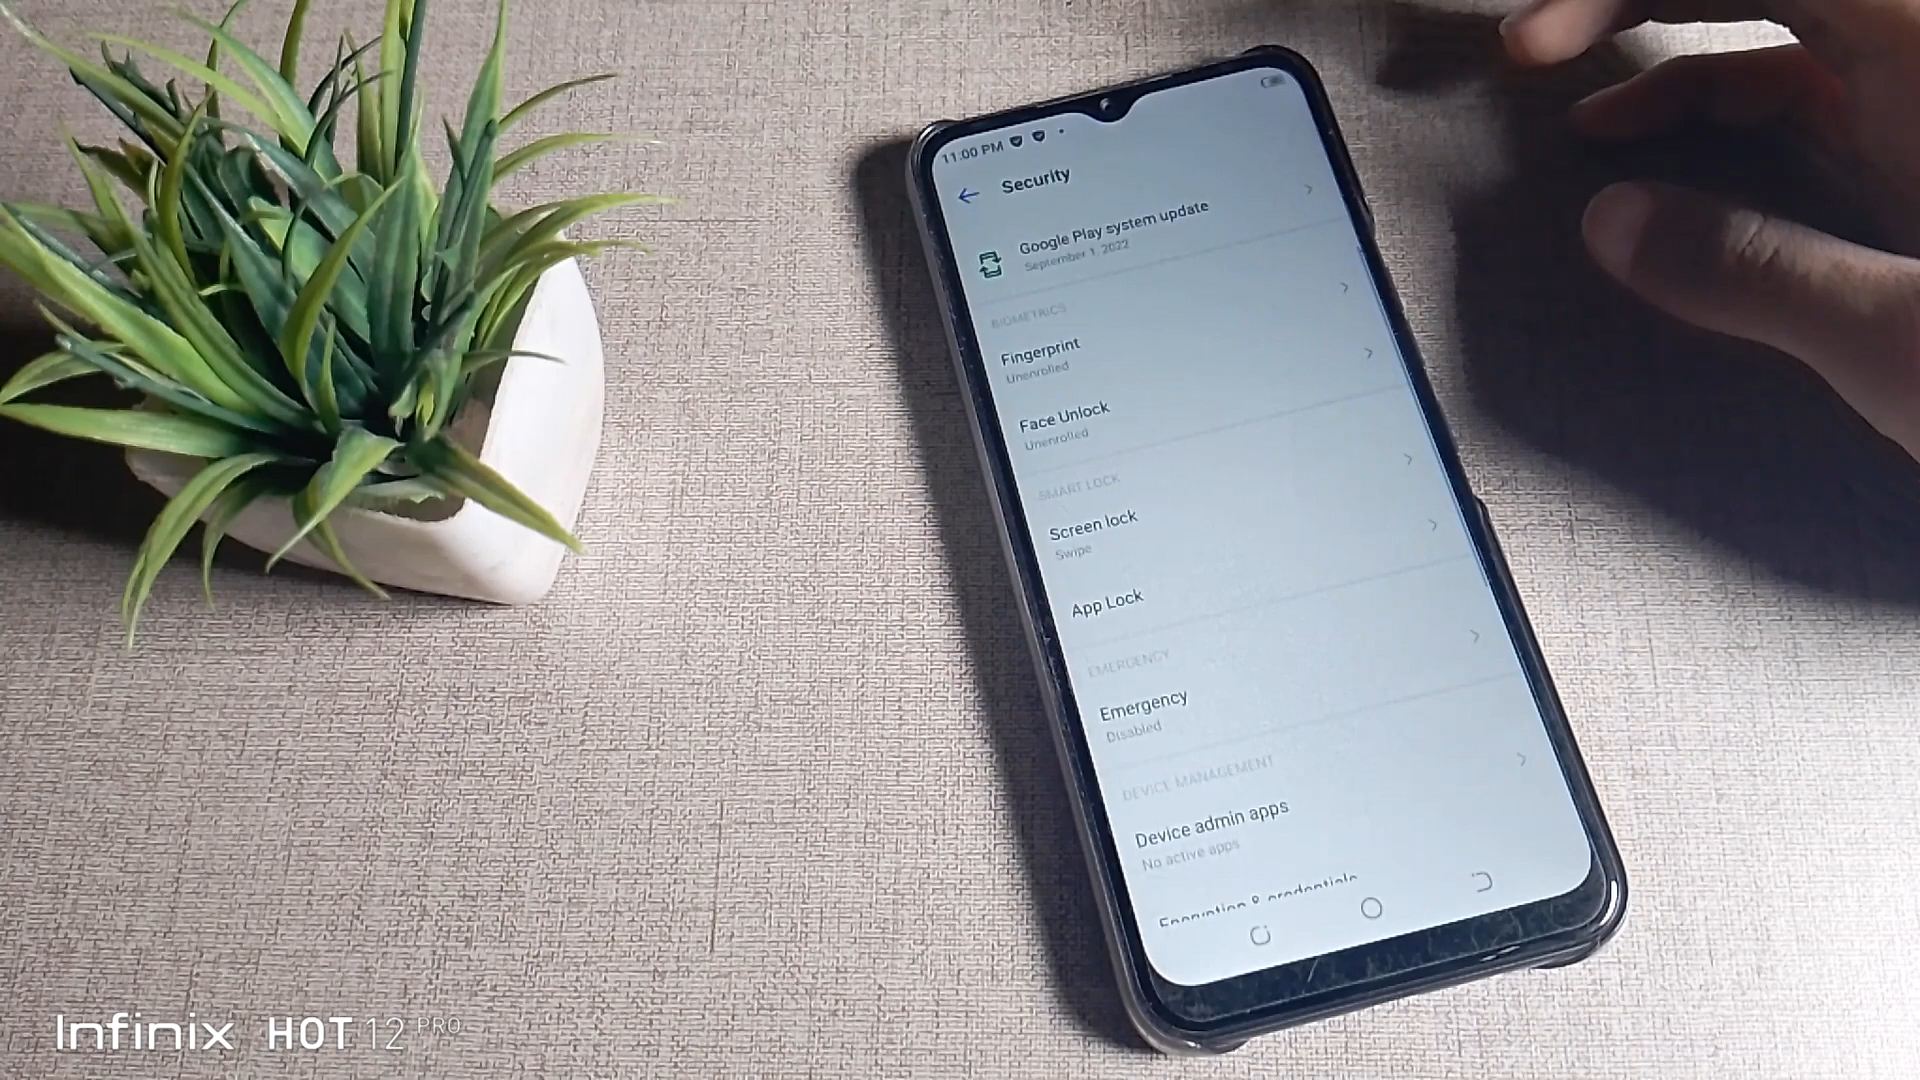 11:00 PM
Security
Google Play system update
September 1, 2022
BIOMETRICS
Fingerprint
Unenrolled
Face Unlock
Unenrolled
SMART LOCK
Screen lock
Swipe
App Lock
EMERGENCY
Emergency
Disabled
DEVICE MANAGEMENT
Device admin apps
No active apps
Encryption & credentials
Infinix HOT 12 PRO